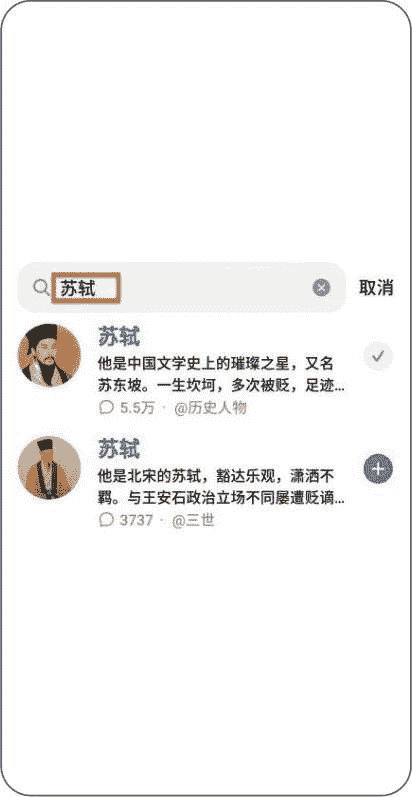 苏轼
取消
苏轼
他是中国文学史上的璀璨之星，又名
苏东坡。一生坎坷，多次被贬，足迹...
5.5万 · @历史人物
苏轼
他是北宋的苏轼，豁达乐观，潇洒不
羁。与王安石政治立场不同屡遭贬谪...
3737 · @三世